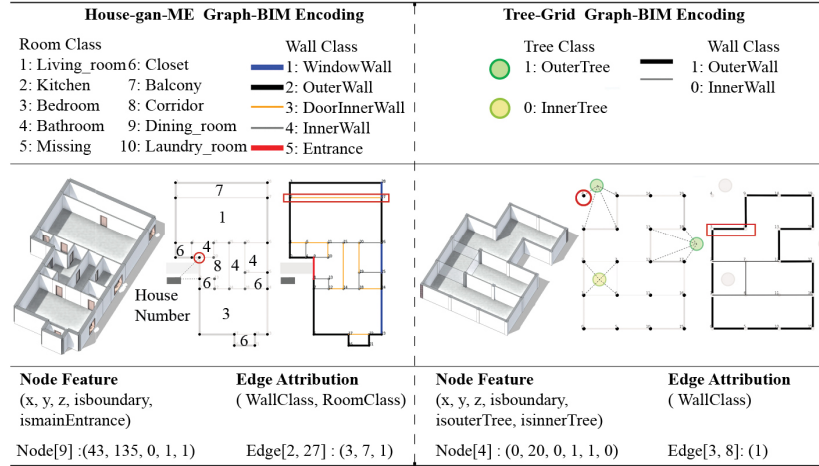 House-gan-ME Graph-BIM Encoding
Room Class
1: Living_room 6: Closet
2: Kitchen 7: Balcony
3: Bedroom 8: Corridor
4: Bathroom 9: Dining_room
5: Missing 10: Laundry_room
Wall Class
1: WindowWall
2: OuterWall
3: DoorInnerWall
4: InnerWall
5: Entrance
7
1
6 4
8 4 6
6 6
3
6
House
Number
Node Feature
(x, y, z, isboundary,
ismainEntrance)
Node[9] :(43, 135, 0, 1, 1)
Edge Attribution
( WallClass, RoomClass)
Edge[2, 27] : (3, 7, 1)
Tree-Grid Graph-BIM Encoding
Tree Class
1: OuterTree
0: InnerTree
Wall Class
1: OuterWall
0: InnerWall
Node Feature
(x, y, z, isboundary,
isouterTree, isinnerTree)
Node[4] : (0, 20, 0, 1, 1, 0)
Edge Attribution
( WallClass)
Edge[3, 8]: (1)